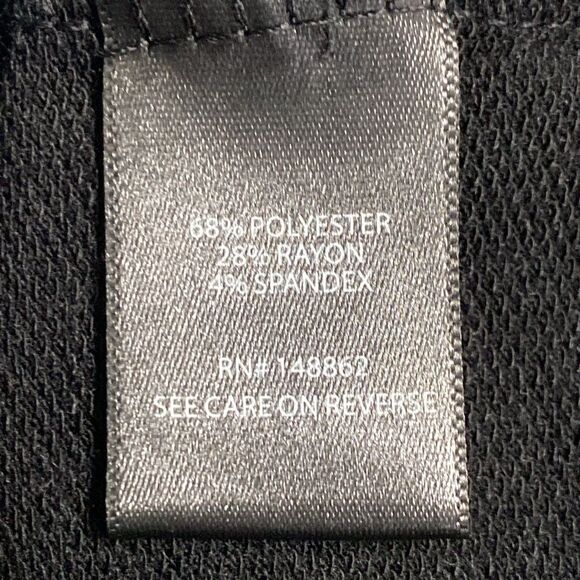 68% POLYESTER
28% RAYON
4% SPANDEX
RN# 148862
SEE CARE ON REVERSE